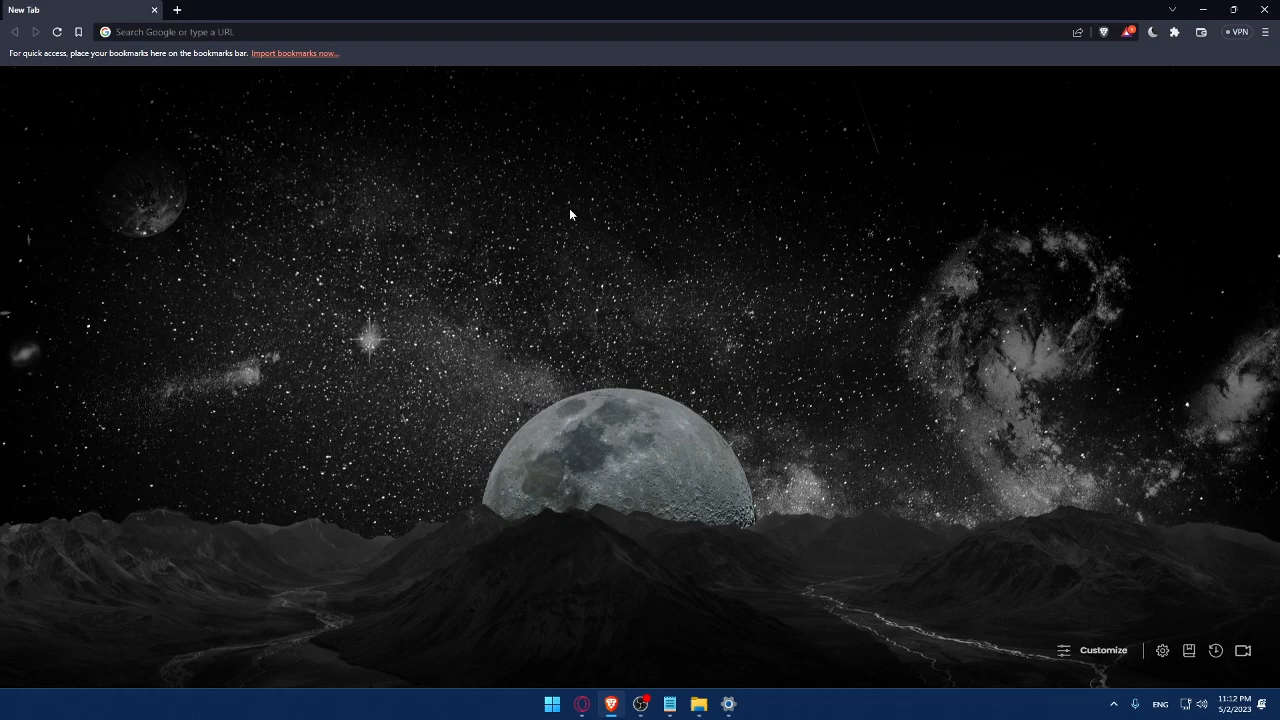 New Tab
Search Google or type a URL
1
VPN
For quick access, place your bookmarks here on the bookmarks bar. Import bookmarks now...
Customize
ENG
11:12 PM
5/2/2023